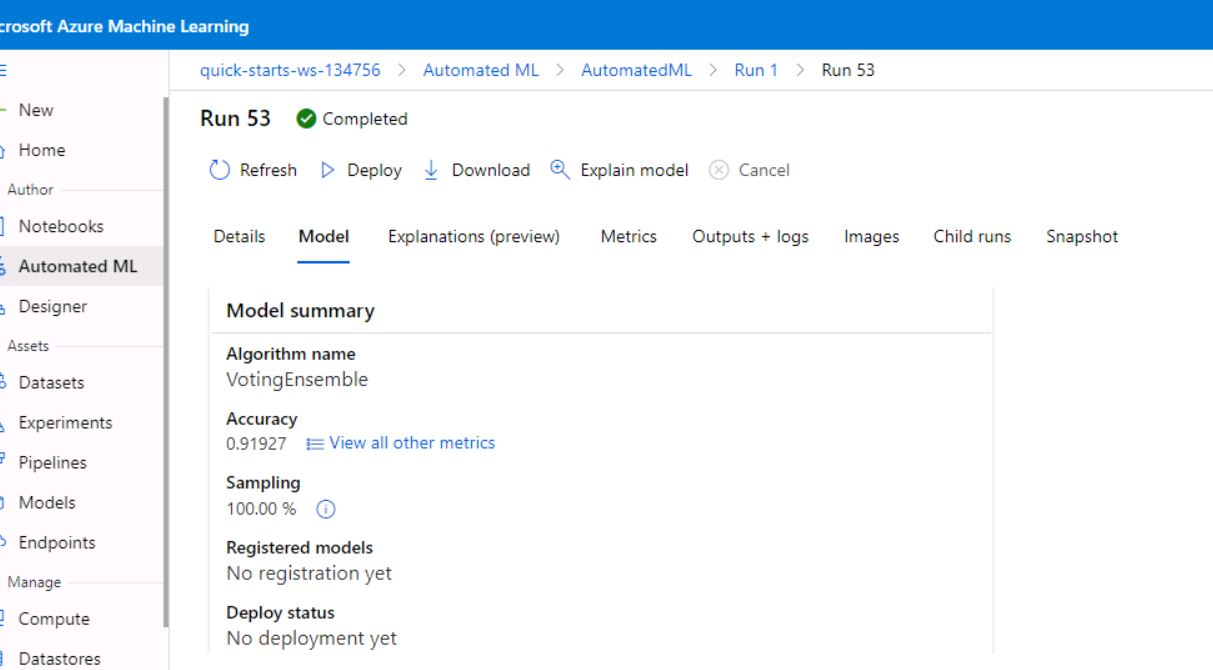 crosoft Azure Machine Learning
quick-starts-ws-134756 > Automated ML > AutomatedML > Run 1 > Run 53
New
Home
Author
Notebooks
Automated ML
Designer
Assets
Datasets
Experiments
Pipelines
Models
Endpoints
Manage
Compute
Datastores
Run 53 Completed
Refresh Deploy Download Explain model Cancel
Details Model Explanations (preview) Metrics Outputs + logs Images Child runs Snapshot
Model summary
Algorithm name
VotingEnsemble
Accuracy
0.91927 View all other metrics
Sampling
100.00 %
Registered models
No registration yet
Deploy status
No deployment yet